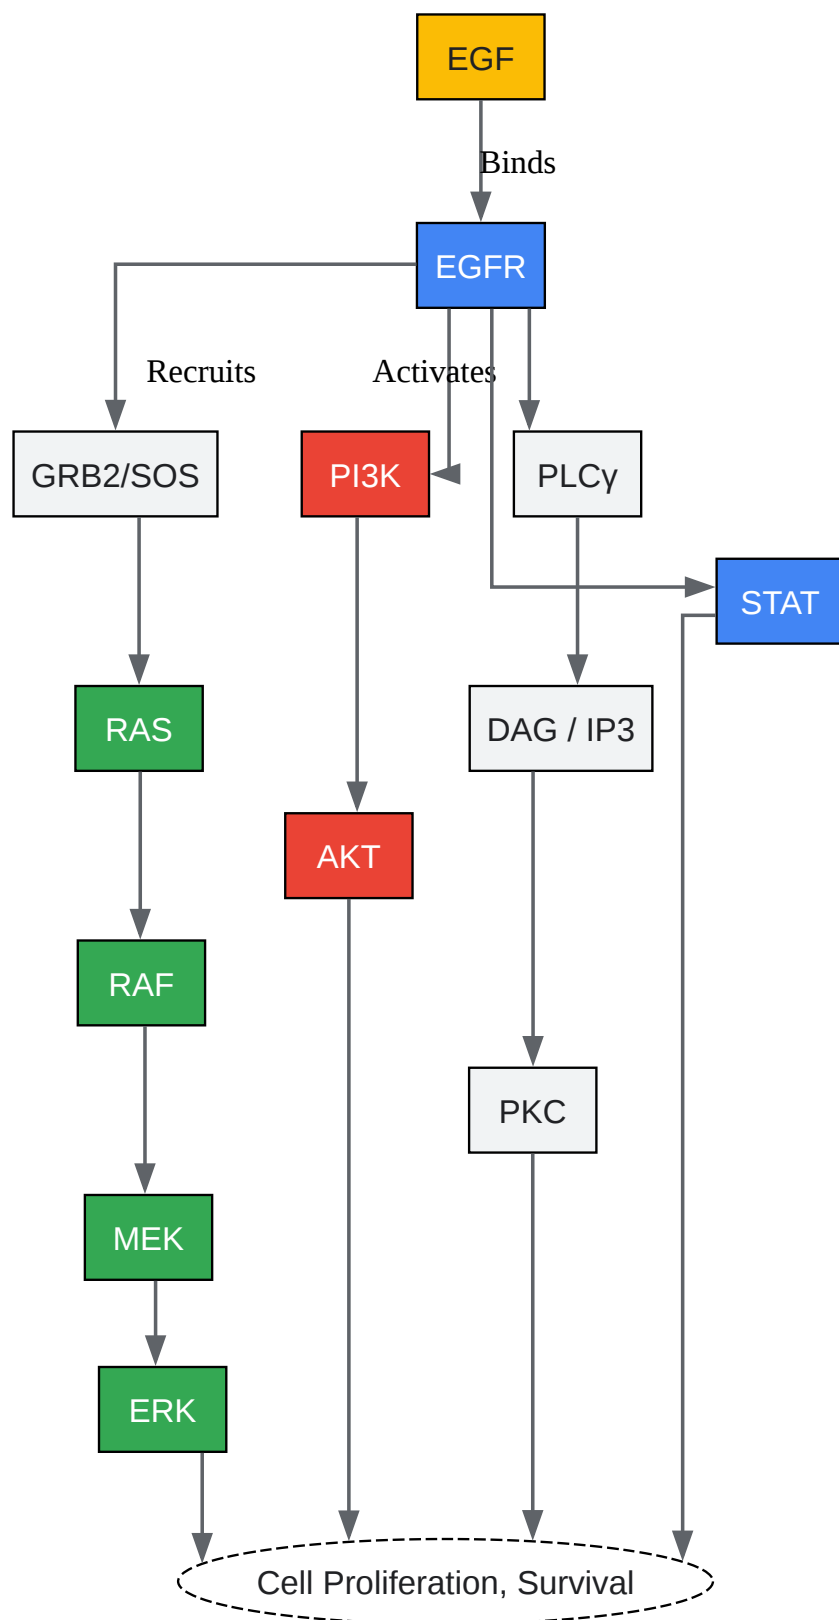 EGF
Binds
EGFR
Recruits
Activates
GRB2/SOS
PI3K
PLCγ
STAT
RAS
DAG / IP3
AKT
RAF
PKC
MEK
ERK
Cell Proliferation, Survival